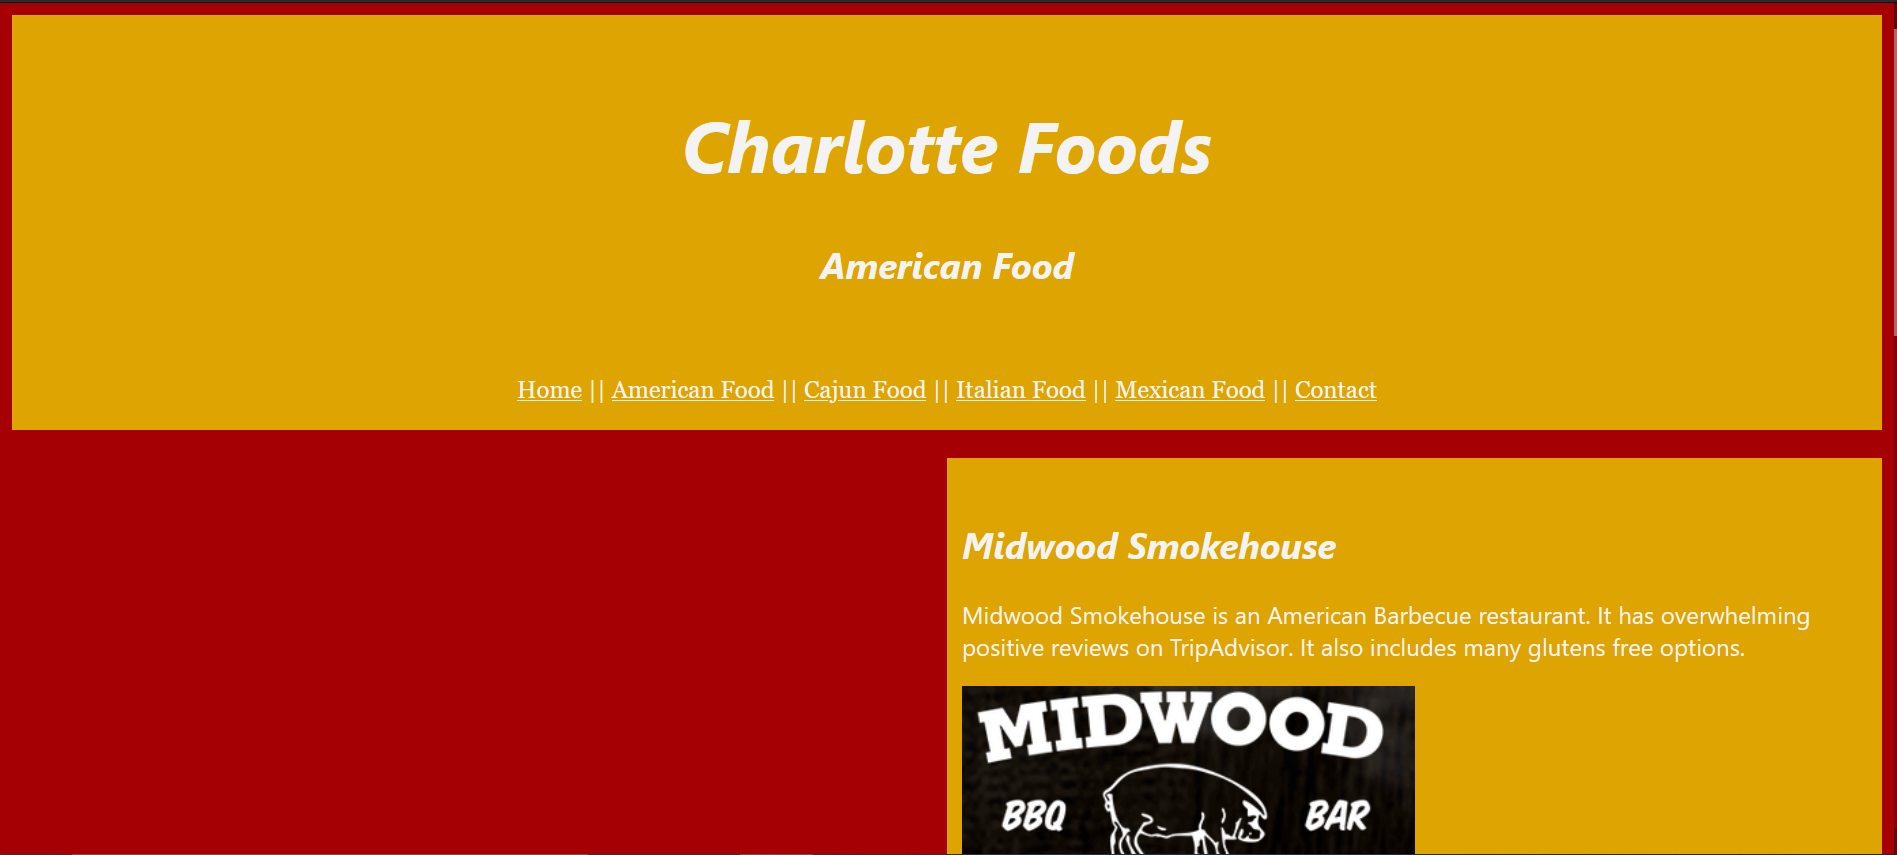 Charlotte Foods
American Food
Home || American Food || Cajun Food || Italian Food || Mexican Food || Contact
Midwood Smokehouse
Midwood Smokehouse is an American Barbecue restaurant. It has overwhelming
positive reviews on TripAdvisor. It also includes many glutens free options.
MIDWOOD
BBQ BAR